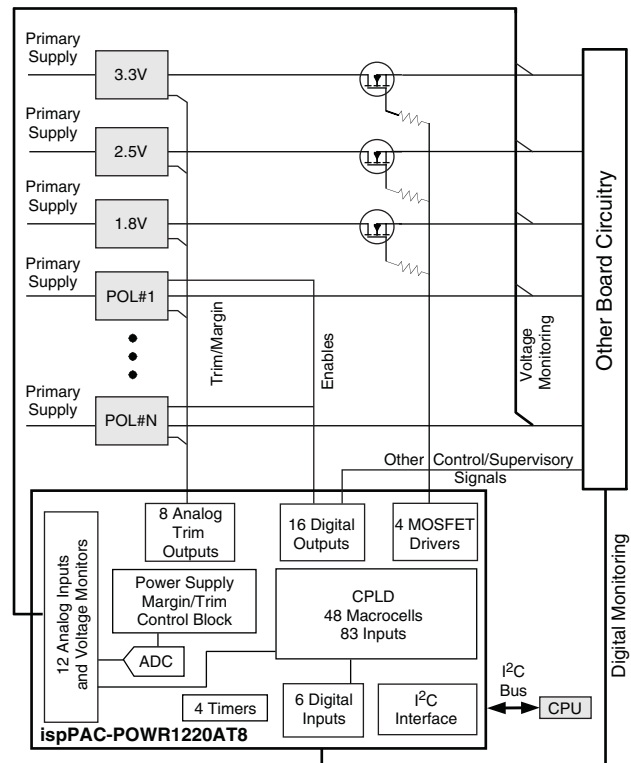 Primary
Supply
3.3V
Primary
Supply
2.5V
Primary
Supply
1.8V
Primary
Supply
POL#1
Primary
Supply
POL#N
Trim/Margin
Enables
Voltage
Monitoring
Other Board Circuitry
Other Control/Supervisory
Signals
8 Analog
Trim
Outputs
16 Digital
Outputs
4 MOSFET
Drivers
12 Analog Inputs
and Voltage Monitors
Power Supply
Margin/Trim
Control Block
ADC
CPLD
48 Macrocells
83 Inputs
4 Timers
6 Digital
Inputs
I²C
Interface
I²C
Bus
CPU
Digital Monitoring
ispPAC-POWR1220AT8